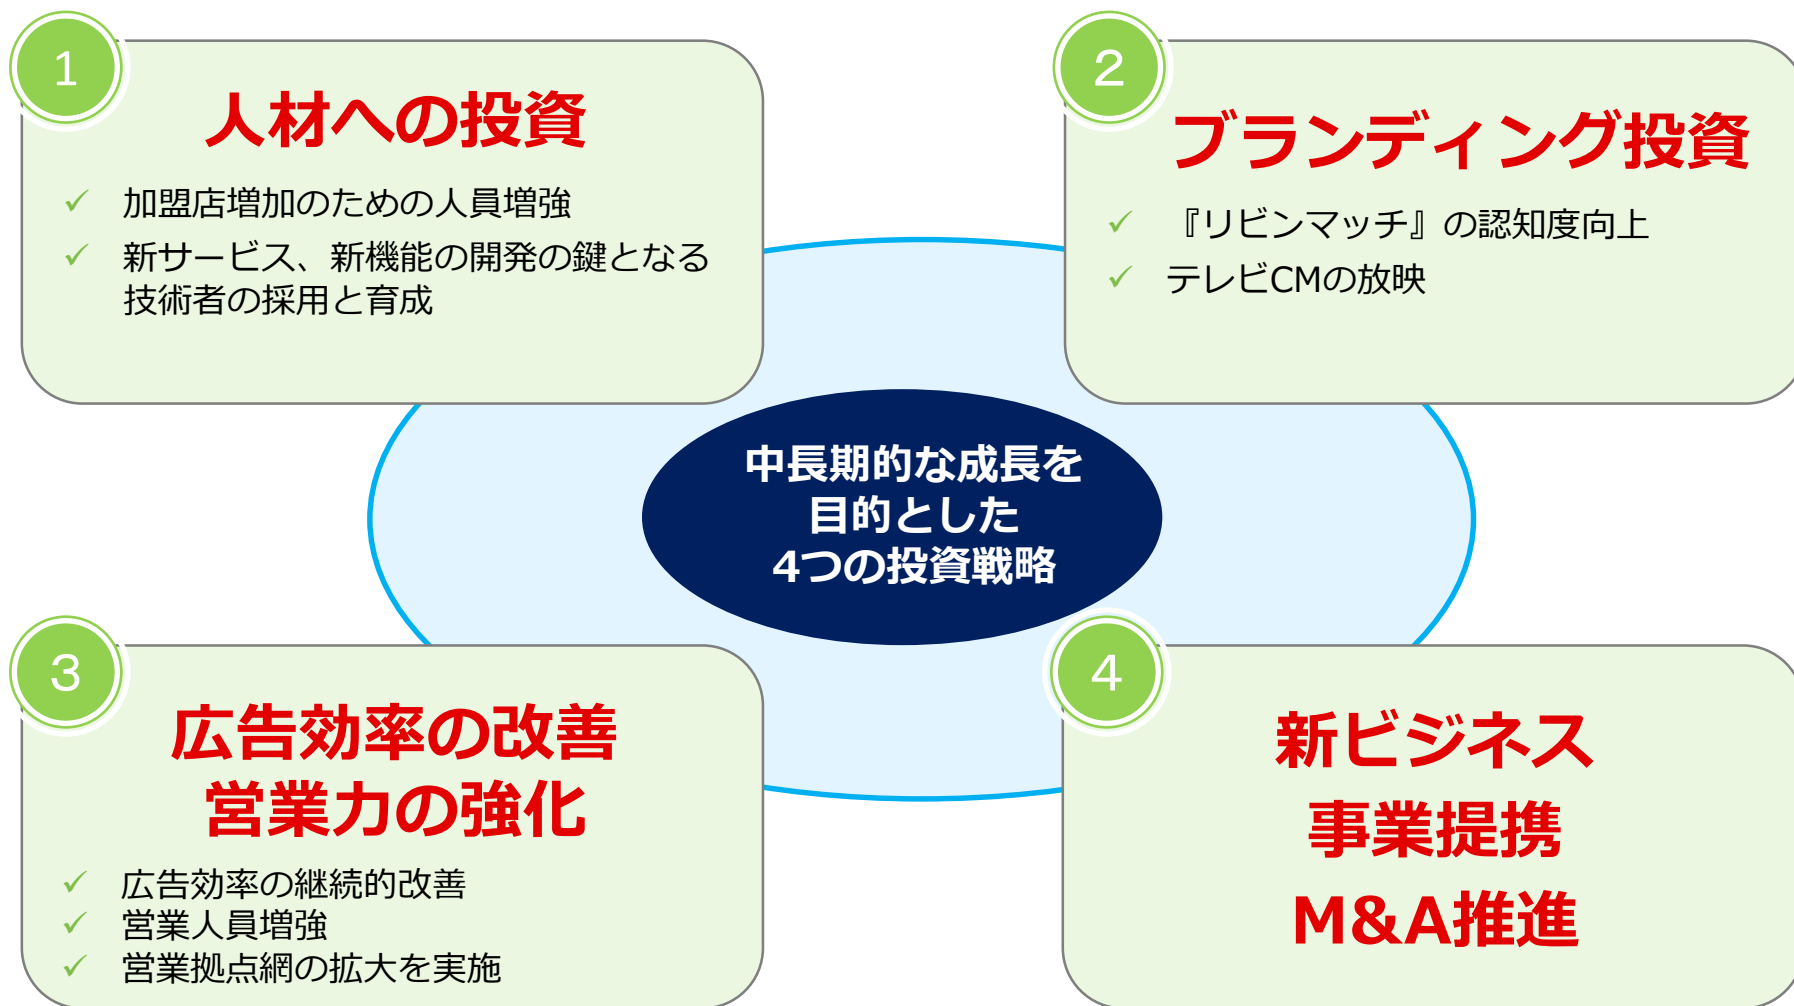 1
人材への投資
✓ 加盟店増加のための人員増強
✓ 新サービス、新機能の開発の鍵となる
技術者の採用と育成
2
ブランディング投資
✓ 『リビンマッチ』の認知度向上
✓ テレビCMの放映
中長期的な成長を
目的とした
4つの投資戦略
3
広告効率の改善
営業力の強化
✓ 広告効率の継続的改善
✓ 営業人員増強
✓ 営業拠点網の拡大を実施
4
新ビジネス
事業提携
M&A推進